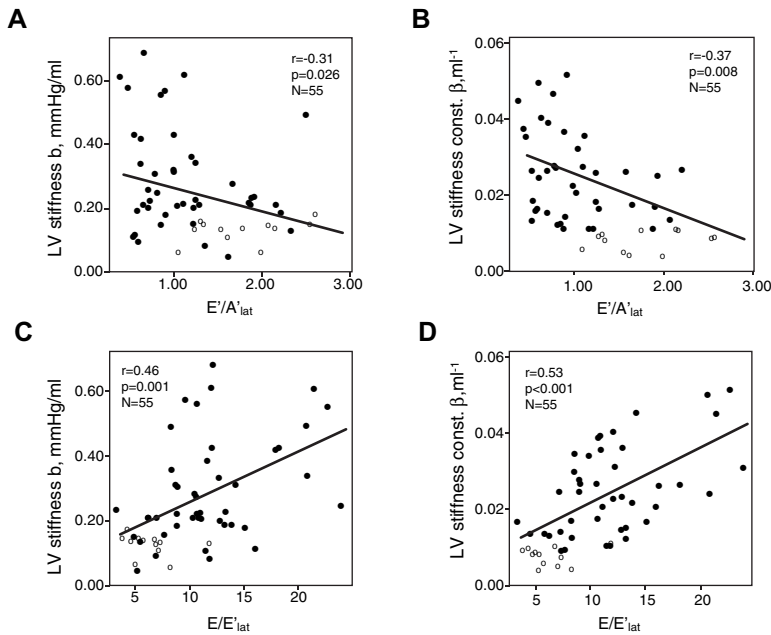 A
r=-0.31
p=0.026
N=55
LV stiffness b, mmHg/ml
0.60
0.40
0.20
0.00
1.00 2.00 3.00
E'/A'lat
B
r=-0.37
p=0.008
N=55
LV stiffness const. β,ml-1
0.06
0.04
0.02
0.00
1.00 2.00 3.00
E'/A'lat
C
r=0.46
p=0.001
N=55
LV stiffness b, mmHg/ml
0.60
0.40
0.20
0.00
5 10 15 20
E/E'lat
D
r=0.53
p<0.001
N=55
LV stiffness const. β,ml-1
0.06
0.04
0.02
0.00
5 10 15 20
E/E'lat